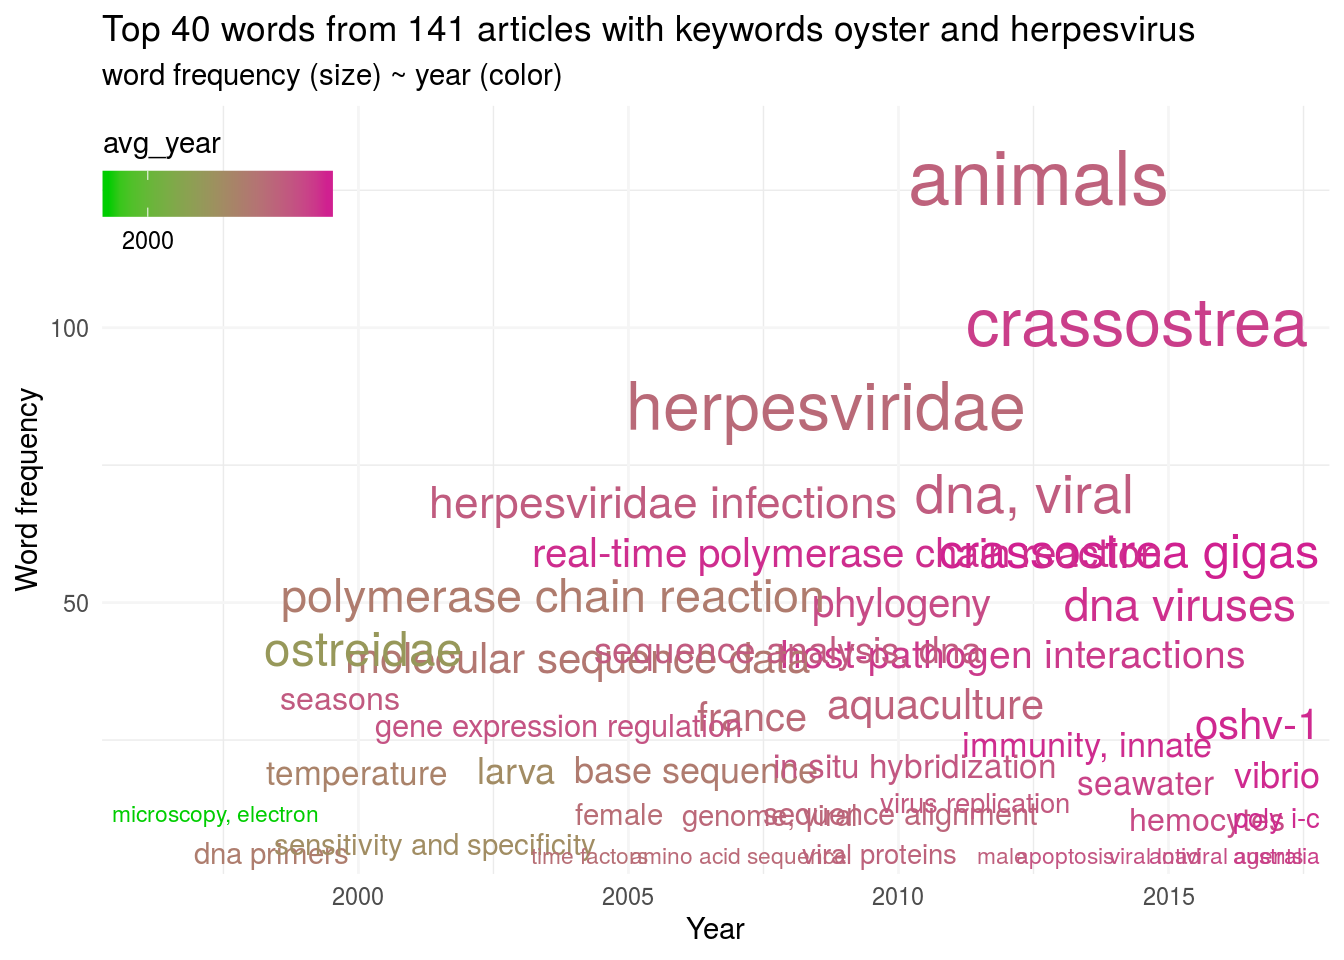 Top 40 words from 141 articles with keywords oyster and herpesvirus
word frequency (size) ~ year (color)
avg_year
2000
animals
100
crassostrea
herpesviridae
Word frequency
herpesviridae infections
dna, viral
real-time polymerase chain reaction
crassostrea gigas
50
polymerase chain reaction
phylogeny
dna viruses
ostreidae
molecular sequence data
sequence analysis, dna
host-pathogen interactions
seasons
gene expression regulation
france
aquaculture
oshv-1
immunity, innate
temperature
larva
base sequence
in situ hybridization
seawater
vibrio
microscopy, electron
female
genome, viral
sequence alignment
virus replication
hemocytes
poly i-c
dna primers
sensitivity and specificity
time factors
amino acid sequence
viral proteins
male
apoptosis
viral load
antiviral agents
australia
2000
2005
2010
2015
Year